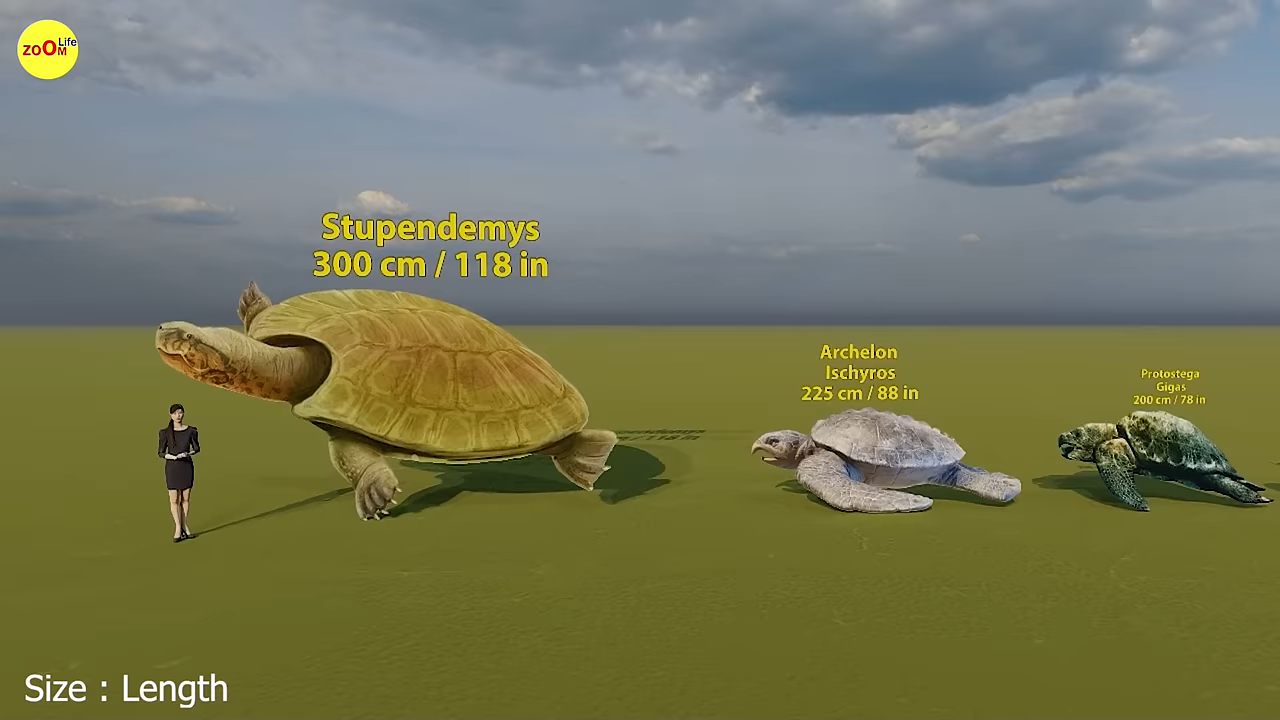 zoOM Life
Stupendemys
300 cm / 118 in
Archelon
Ischyros
225 cm / 88 in
Protostega
Gigas
200 cm / 78 in
Size : Length